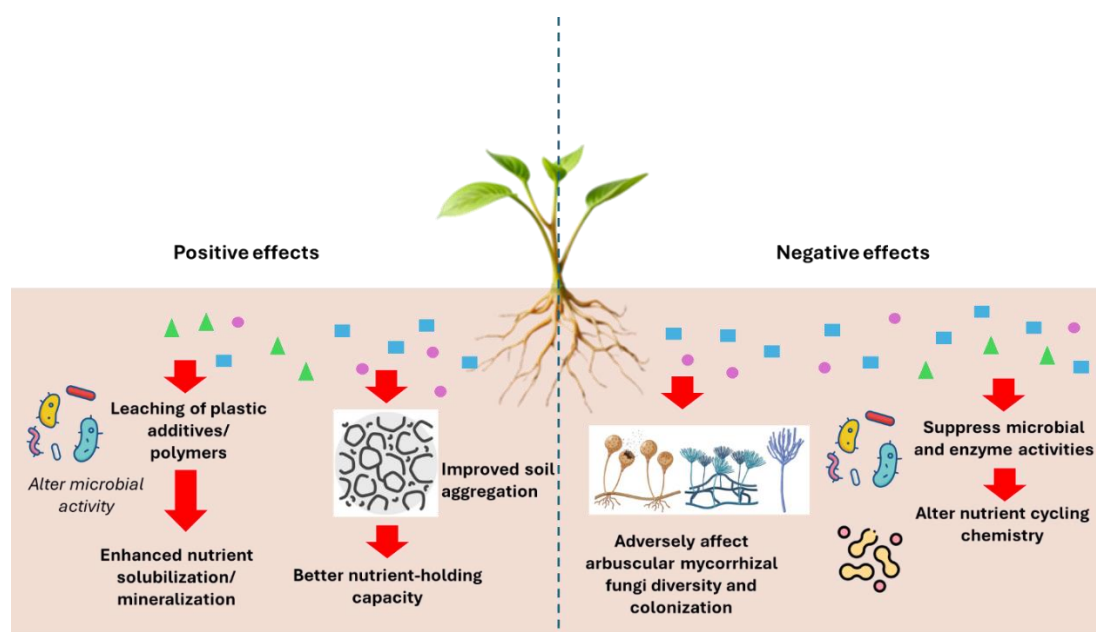 Positive effects
Negative effects
Leaching of plastic
additives/
polymers
Alter microbial
activity
Enhanced nutrient
solubilization/
mineralization
Improved soil
aggregation
Better nutrient-holding
capacity
Adversely affect
arbuscular mycorrhizal
fungi diversity and
colonization
Suppress microbial
and enzyme activities
Alter nutrient cycling
chemistry